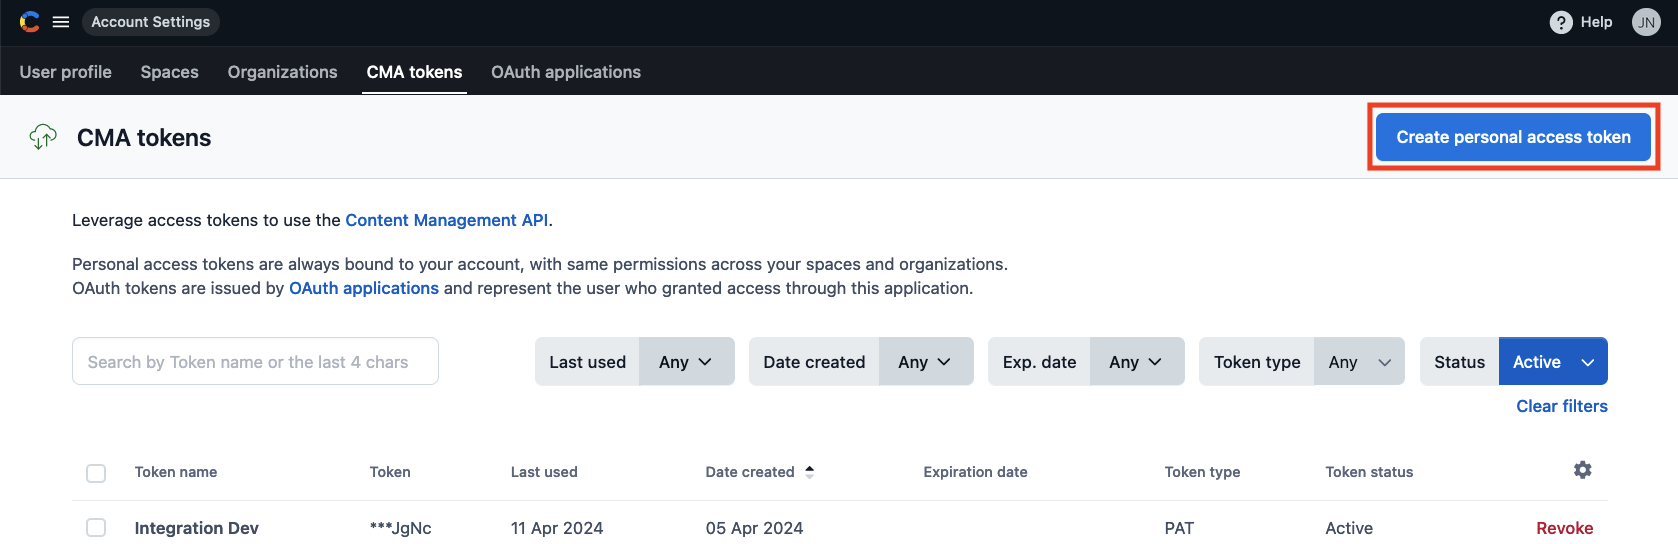 Account Settings
? Help JN
User profile Spaces Organizations CMA tokens OAuth applications
CMA tokens
Create personal access token
Leverage access tokens to use the Content Management API.
Personal access tokens are always bound to your account, with same permissions across your spaces and organizations.
OAuth tokens are issued by OAuth applications and represent the user who granted access through this application.
Search by Token name or the last 4 chars
Last used Any Date created Any Exp. date Any Token type Any Status Active
Clear filters
Token name Token Last used Date created Expiration date Token type Token status
Integration Dev ***JgNc 11 Apr 2024 05 Apr 2024 PAT Active Revoke